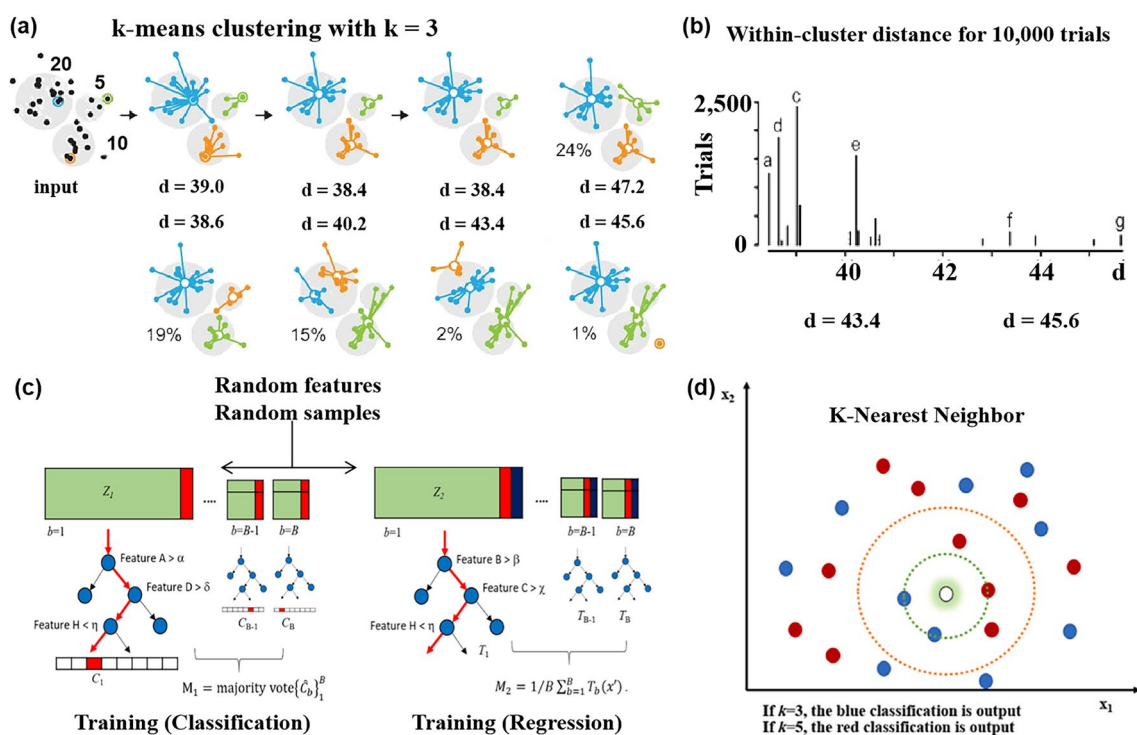 (a)
k-means clustering with k = 3
20
5
10
input
24%
d = 39.0
d = 38.4
d = 38.4
d = 47.2
d = 38.6
d = 40.2
d = 43.4
d = 45.6
19%
15%
2%
1%
(b)
Within-cluster distance for 10,000 trials
2,500
Trials
0
a
d
c
e
f
g
40
42
44
d
d = 43.4
d = 45.6
(c)
Random features
Random samples
Z1
....
b=1
b=B-1
b=B
Feature A > α
Feature D > δ
Feature H < η
C1
CB-1
CB
M1 = majority vote{Ĉb}1B
Training (Classification)
Z2
....
b=1
b=B-1
b=B
Feature B > β
Feature C > χ
Feature H < η
T1
TB-1
TB
M2 = 1/B ∑Bb=1 Tb(x′) .
Training (Regression)
(d)
x2
K-Nearest Neighbor
x1
If k=3, the blue classification is output
If k=5, the red classification is output